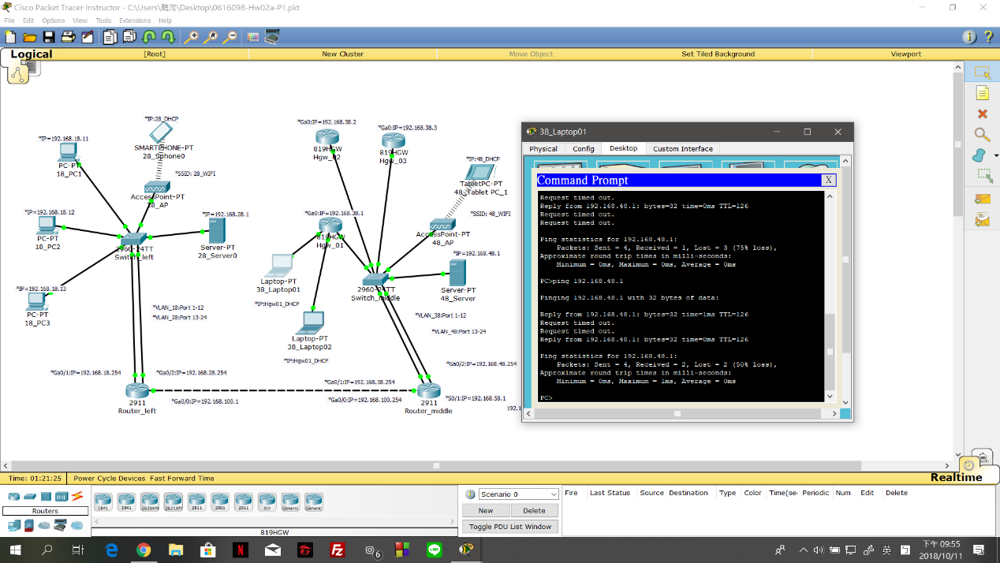 Cisco Packet Tracer Instructor - C:\Users\醜茂\Desktop\0616098-Hw02a-P1.pkt
File Edit Options View Tools Extensions Help
Logical [Root] New Cluster Move Object Set Tiled Background Viewport
*IP:28_DHCP
SMARTPHONE-PT
28_Sphone0
*IP=192.168.18.11
PC-PT
18_PC1
*SSID: 28_WIFI
AccessPoint-PT
28_AP
*IP=192.168.18.12
PC-PT
18_PC2
*IP=192.168.28.1
Server-PT
28_Server0
2960-24TT
Switch_left
*IP=192.168.18.13
PC-PT
18_PC3
*VLAN_18:Port 1-12
*VLAN_28:Port 13-24
*Ga0/1:IP=192.168.18.254
*Ga0/2:IP=192.168.28.254
2911
Router_left
*Ga0/0:IP=192.168.100.1
*Ga0:IP=192.168.38.2
819HGW
Hgw_02
*Ga0:IP=192.168.38.3
819HGW
Hgw_03
*IP:48_DHCP
TabletPC-PT
48_Tablet PC_1
*SSID: 48_WIFI
*Ga0:IP=192.168.38.1
819HGW
Hgw_01
AccessPoint-PT
48_AP
*IP=192.168.48.1
Server-PT
48_Server
Laptop-PT
38_Laptop01
2960-24TT
Switch_middle
*IP:Hgw01_DHCP
Laptop-PT
38_Laptop02
*IP:Hgw01_DHCP
*VLAN_38:Port 1-12
*VLAN_48:Port 13-24
*Ga0/2:IP=192.168.48.254
*Ga0/1:IP=192.168.38.254
*Ga0/0:IP=192.168.100.254
*S0/1:IP=192.168.58.1
2911
Router_middle
192.1
38_Laptop01
Physical Config Desktop Custom Interface
Command Prompt X
Request timed out.
Reply from 192.168.48.1: bytes=32 time=0ms TTL=126
Request timed out.
Request timed out.
Ping statistics for 192.168.48.1:
Packets: Sent = 4, Received = 1, Lost = 3 (75% loss),
Approximate round trip times in milli-seconds:
Minimum = 0ms, Maximum = 0ms, Average = 0ms
PC>ping 192.168.48.1
Pinging 192.168.48.1 with 32 bytes of data:
Reply from 192.168.48.1: bytes=32 time=1ms TTL=126
Request timed out.
Request timed out.
Reply from 192.168.48.1: bytes=32 time=0ms TTL=126
Ping statistics for 192.168.48.1:
Packets: Sent = 4, Received = 2, Lost = 2 (50% loss),
Approximate round trip times in milli-seconds:
Minimum = 0ms, Maximum = 1ms, Average = 0ms
PC>
Time: 01:21:25 Power Cycle Devices Fast Forward Time
Realtime
Routers
1841 1941 2620XM 2621XM 2811 2901 2911 819 Generic Generic
819HGW
Scenario 0
New Delete
Toggle PDU List Window
Fire Last Status Source Destination Type Color Time(sec Periodic Num Edit Delete
6
英
下午 09:55
2018/10/11